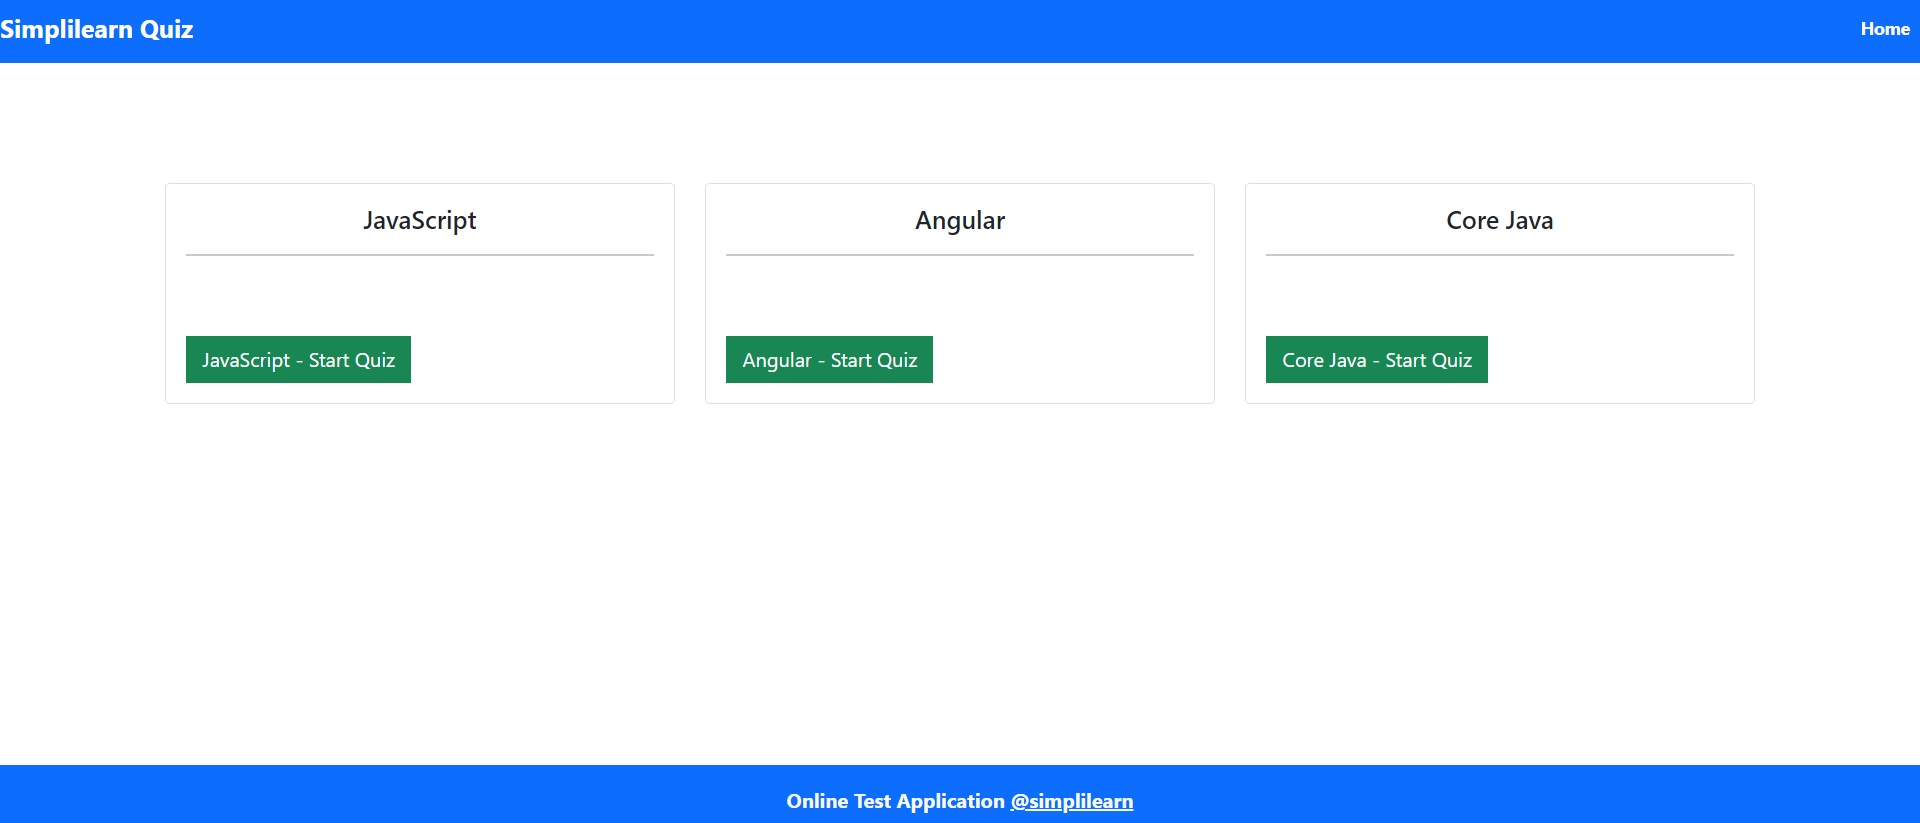 Simplilearn Quiz
Home
JavaScript
JavaScript - Start Quiz
Angular
Angular - Start Quiz
Core Java
Core Java - Start Quiz
Online Test Application @simplilearn